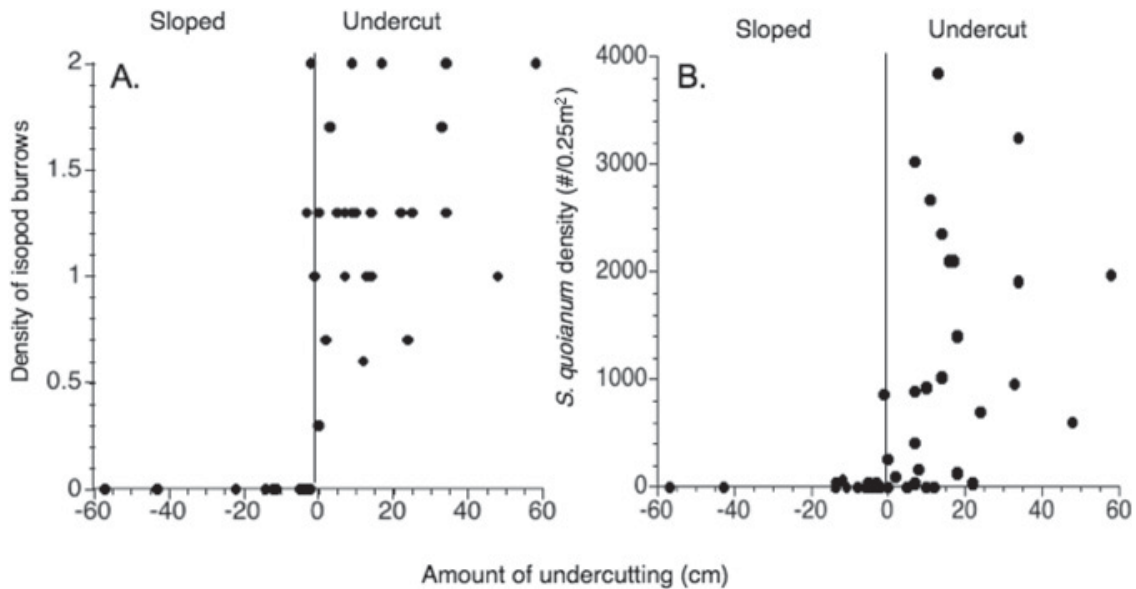 Sloped Undercut
A.
Density of isopod burrows
2
1.5
1
0.5
0
-60 -40 -20 0 20 40 60
Sloped Undercut
B.
S. quoianum density (#/0.25m²)
4000
3000
2000
1000
0
-60 -40 -20 0 20 40 60
Amount of undercutting (cm)